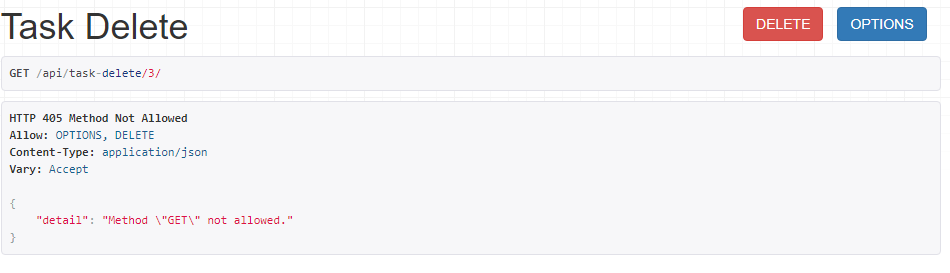 Task Delete
DELETE
OPTIONS
GET /api/task-delete/3/
HTTP 405 Method Not Allowed
Allow: OPTIONS, DELETE
Content-Type: application/json
Vary: Accept
{
    "detail": "Method \"GET\" not allowed."
}